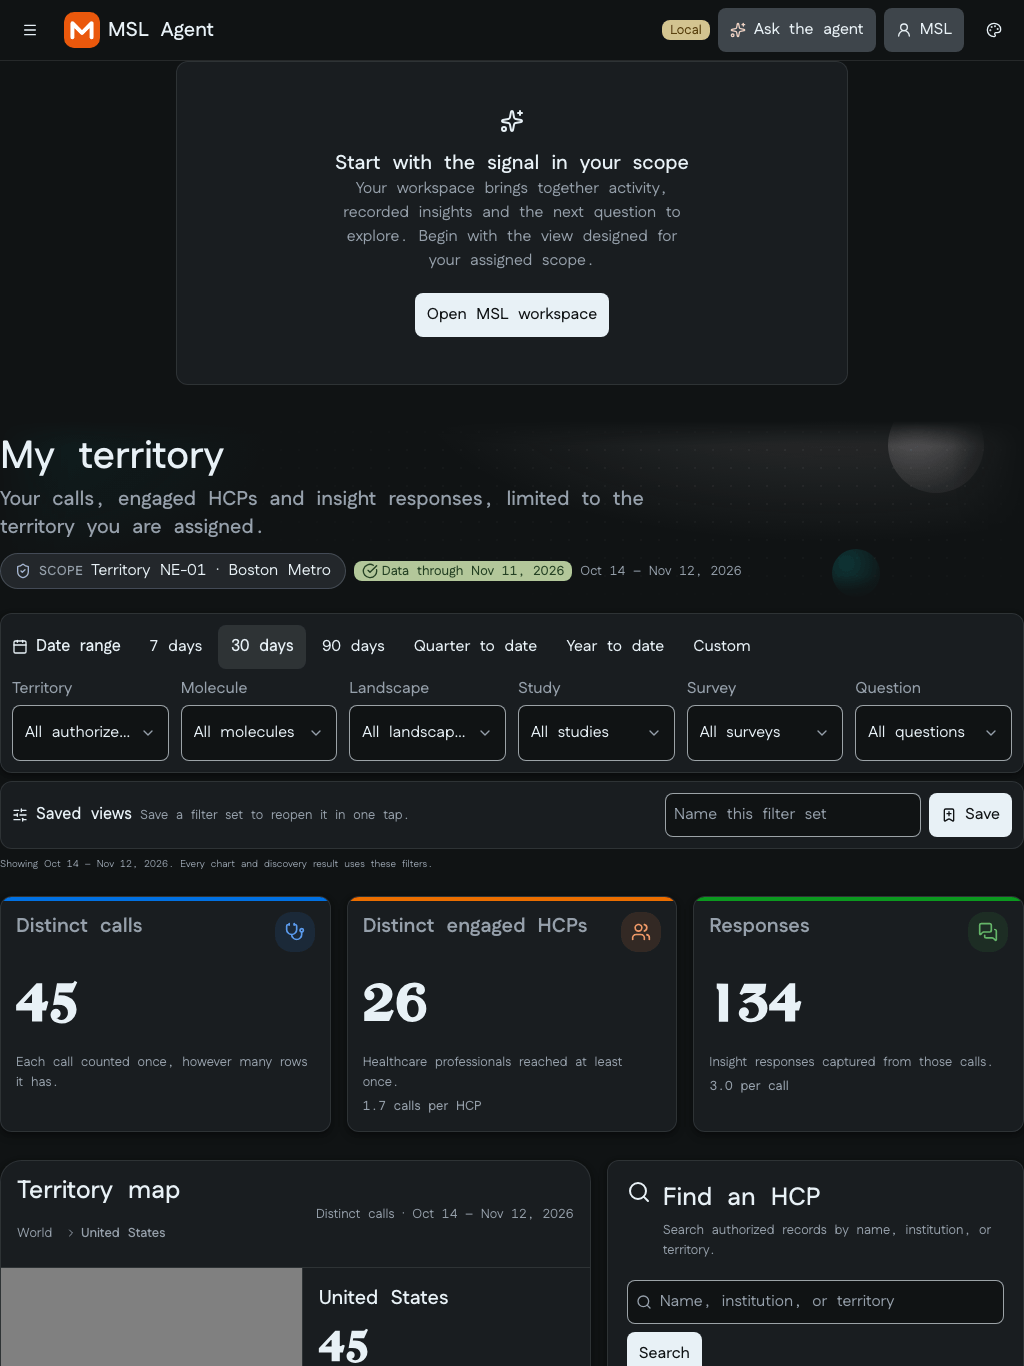 MSL Agent
Local
Ask the agent
MSL
Start with the signal in your scope
Your workspace brings together activity,
recorded insights and the next question to
explore. Begin with the view designed for
your assigned scope.
Open MSL workspace
My territory
Your calls, engaged HCPs and insight responses, limited to the
territory you are assigned.
SCOPE Territory NE-01 · Boston Metro
Data through Nov 11, 2026
Oct 14 – Nov 12, 2026
Date range
7 days
30 days
90 days
Quarter to date
Year to date
Custom
Territory
Molecule
Landscape
Study
Survey
Question
All authorize...
All molecules
All landscap...
All studies
All surveys
All questions
Saved views
Save a filter set to reopen it in one tap.
Name this filter set
Save
Showing Oct 14 – Nov 12, 2026. Every chart and discovery result uses these filters.
Distinct calls
45
Each call counted once, however many rows
it has.
Distinct engaged HCPs
26
Healthcare professionals reached at least
once.
1.7 calls per HCP
Responses
134
Insight responses captured from those calls.
3.0 per call
Territory map
Distinct calls · Oct 14 – Nov 12, 2026
World
United States
United States
45
Find an HCP
Search authorized records by name, institution, or
territory.
Name, institution, or territory
Search